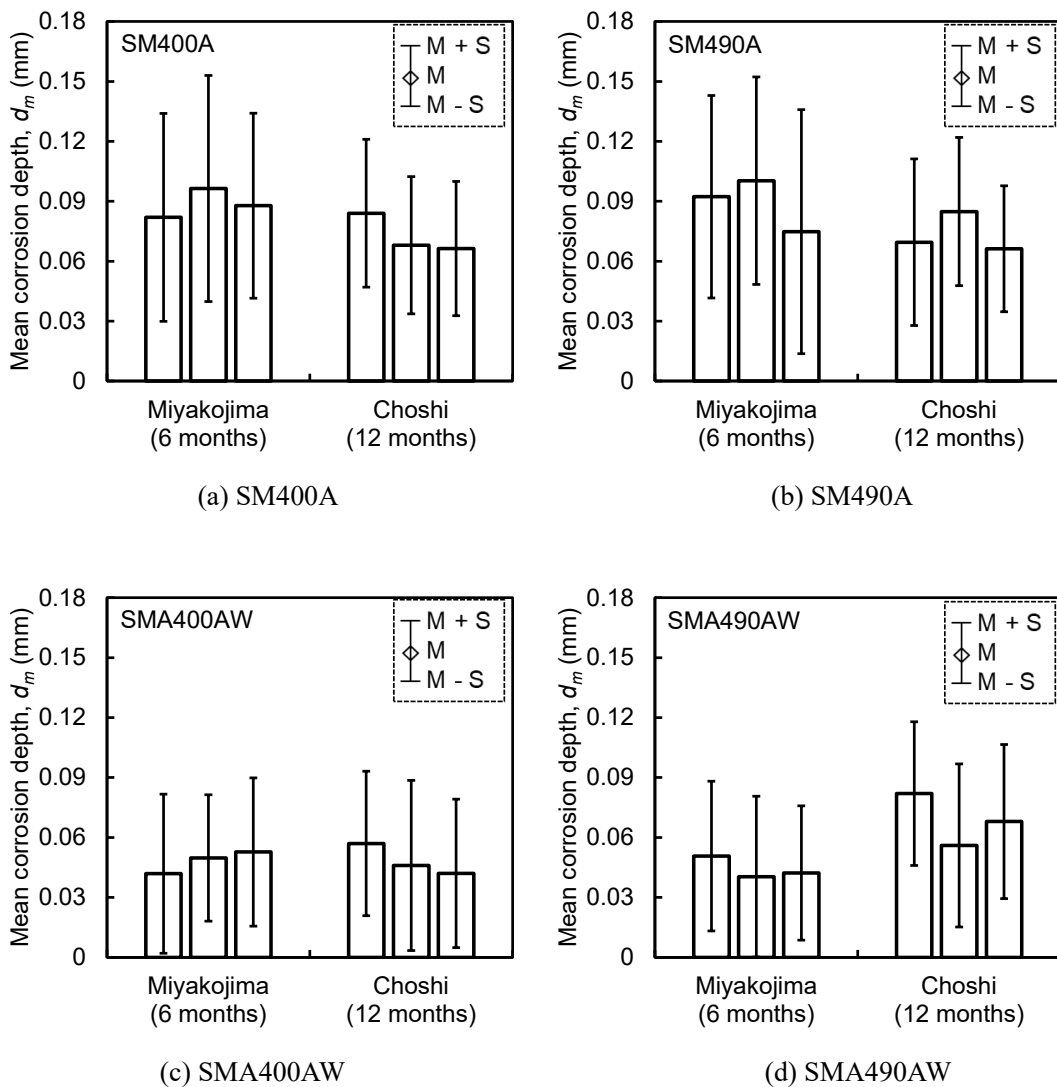 SM400A
M + S
M
M - S
Mean corrosion depth, dm (mm)
0.18
0.15
0.12
0.09
0.06
0.03
0
Miyakojima
(6 months)
Choshi
(12 months)
(a) SM400A
SM490A
M + S
M
M - S
Mean corrosion depth, dm (mm)
0.18
0.15
0.12
0.09
0.06
0.03
0
Miyakojima
(6 months)
Choshi
(12 months)
(b) SM490A
SMA400AW
M + S
M
M - S
Mean corrosion depth, dm (mm)
0.18
0.15
0.12
0.09
0.06
0.03
0
Miyakojima
(6 months)
Choshi
(12 months)
(c) SMA400AW
SMA490AW
M + S
M
M - S
Mean corrosion depth, dm (mm)
0.18
0.15
0.12
0.09
0.06
0.03
0
Miyakojima
(6 months)
Choshi
(12 months)
(d) SMA490AW